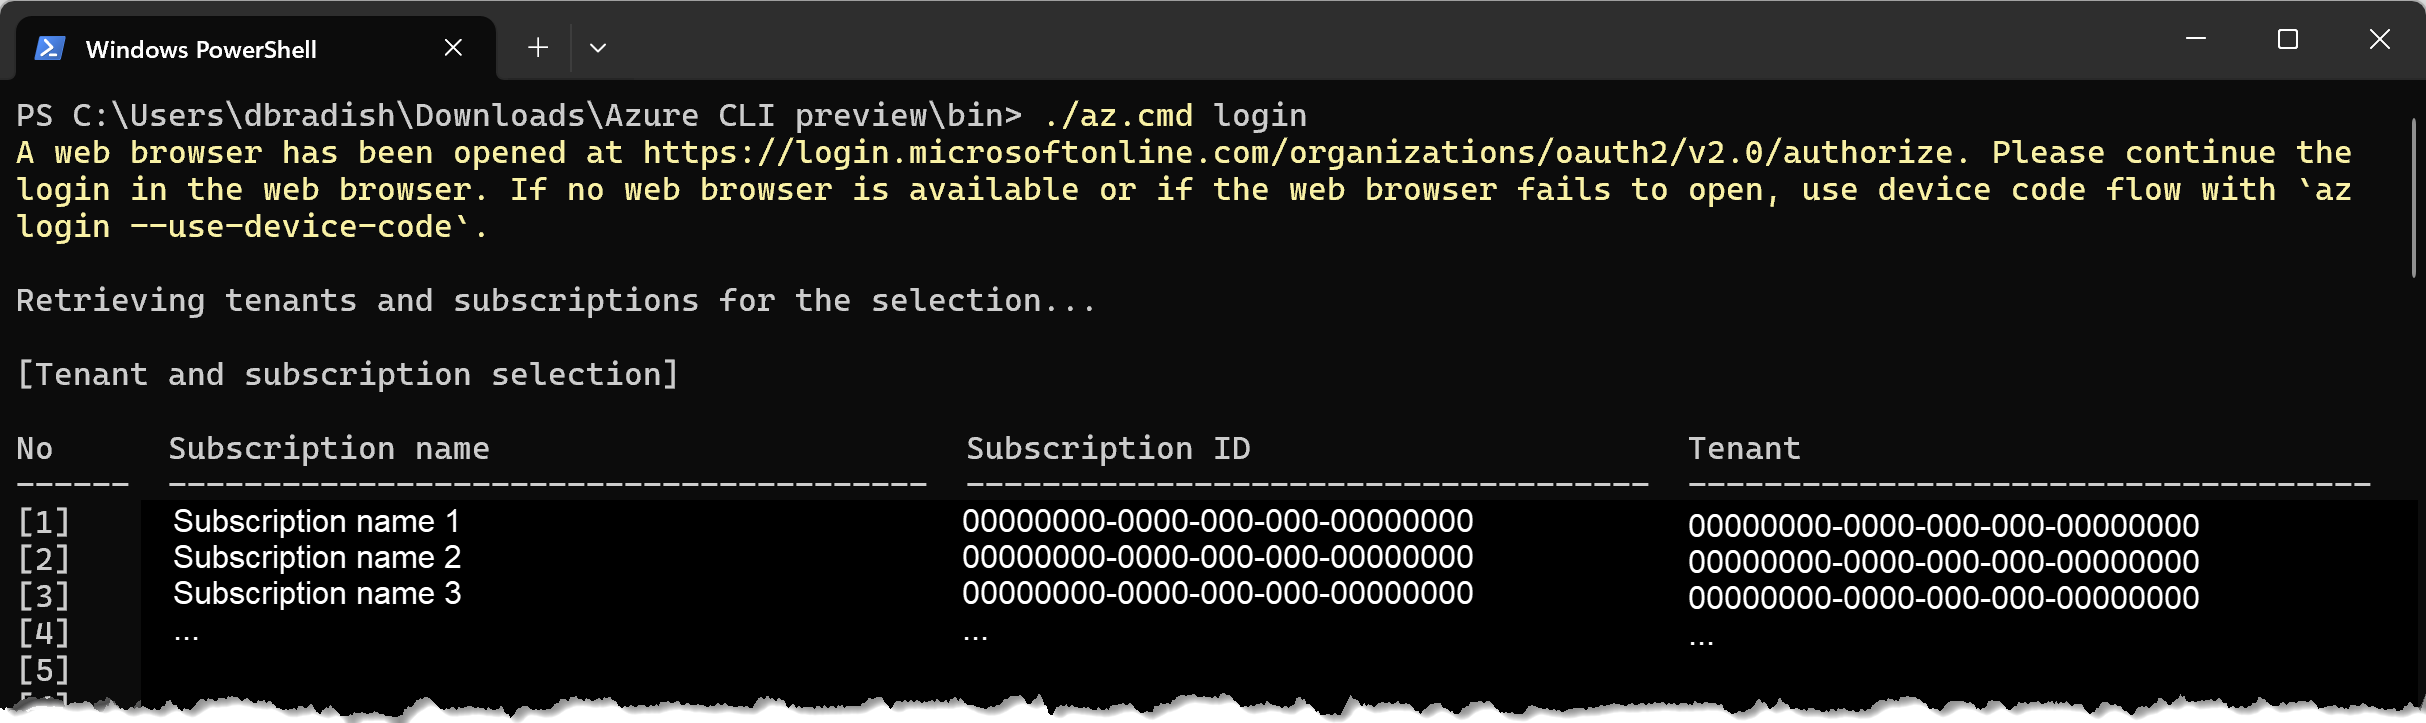 Windows PowerShell
PS C:\Users\dbradish\Downloads\Azure CLI preview\bin> ./az.cmd login
A web browser has been opened at https://login.microsoftonline.com/organizations/oauth2/v2.0/authorize. Please continue the
login in the web browser. If no web browser is available or if the web browser fails to open, use device code flow with `az
login --use-device-code`.
Retrieving tenants and subscriptions for the selection...
[Tenant and subscription selection]
No Subscription name Subscription ID Tenant
------ ---------------------------------------- ------------------------------------ ------------------------------------
[1] Subscription name 1 00000000-0000-000-000-00000000 00000000-0000-000-000-00000000
[2] Subscription name 2 00000000-0000-000-000-00000000 00000000-0000-000-000-00000000
[3] Subscription name 3 00000000-0000-000-000-00000000 00000000-0000-000-000-00000000
[4] ... ... ...
[5]